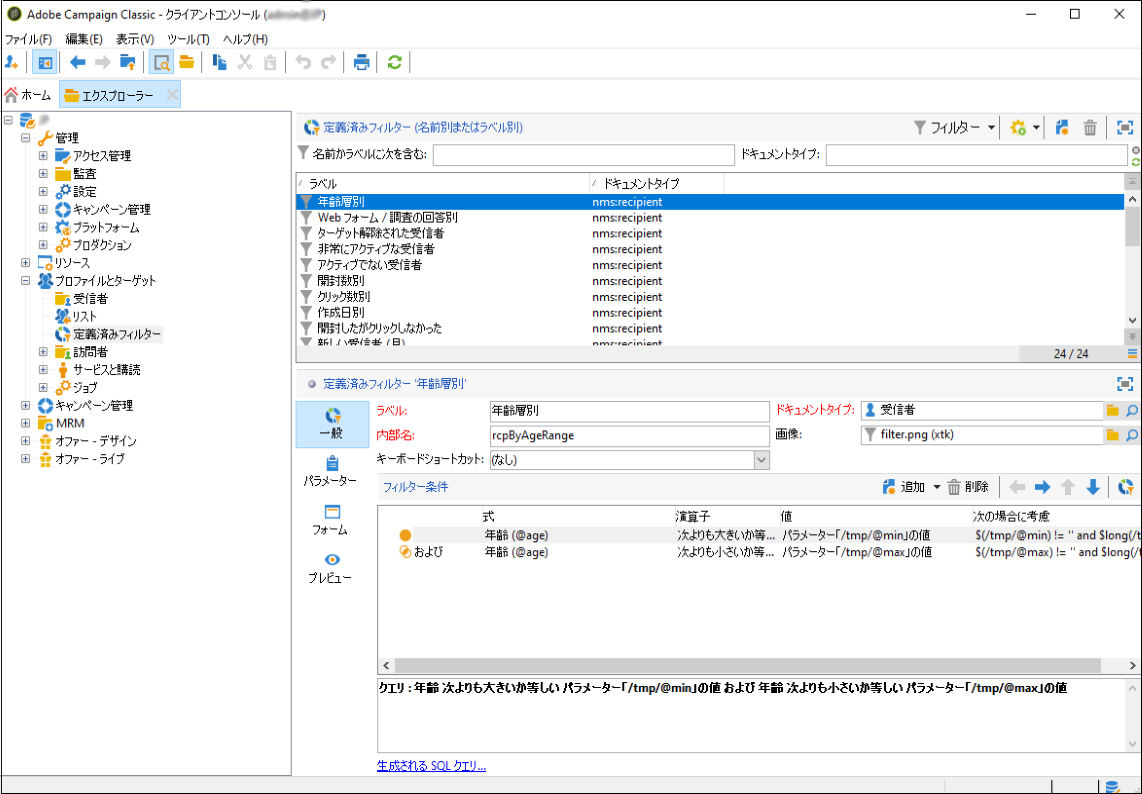 Adobe Campaign Classic - クライアントコンソール (
ファイル(F) 編集(E) 表示(V) ツール(T) ヘルプ(H)
ホーム エクスプローラー
管理
アクセス管理
監査
設定
キャンペーン管理
プラットフォーム
プロダクション
リソース
プロファイルとターゲット
受信者
リスト
定義済みフィルター
訪問者
サービスと購読
ジョブ
キャンペーン管理
MRM
オファー - デザイン
オファー - ライブ
定義済みフィルター (名前別またはラベル別) フィルター
名前かラベルに次を含む: ドキュメントタイプ:
ラベル ドキュメントタイプ
年齢層別 nms:recipient
Web フォーム / 調査の回答別 nms:recipient
ターゲット解除された受信者 nms:recipient
非常にアクティブな受信者 nms:recipient
アクティブでない受信者 nms:recipient
開封数別 nms:recipient
クリック数別 nms:recipient
作成日別 nms:recipient
開封したがクリックしなかった nms:recipient
新しい受信者 (月) nms:recipient
24 / 24
定義済みフィルター '年齢層別'
一般
パラメーター
フォーム
プレビュー
ラベル: 年齢層別 ドキュメントタイプ: 受信者
内部名: rcpByAgeRange 画像: filter.png (xtk)
キーボードショートカット: (なし)
フィルター条件 追加 削除
式 演算子 値 次の場合に考慮
年齢 (@age) 次よりも大きいか等... パラメーター「/tmp/@min」の値 $(/tmp/@min) != '' and $long(/t
および 年齢 (@age) 次よりも小さいか等... パラメーター「/tmp/@max」の値 $(/tmp/@max) != '' and $long(/
クエリ : 年齢 次よりも大きいか等しい パラメーター「/tmp/@min」の値 および 年齢 次よりも小さいか等しい パラメーター「/tmp/@max」の値
生成される SQL クエリ...